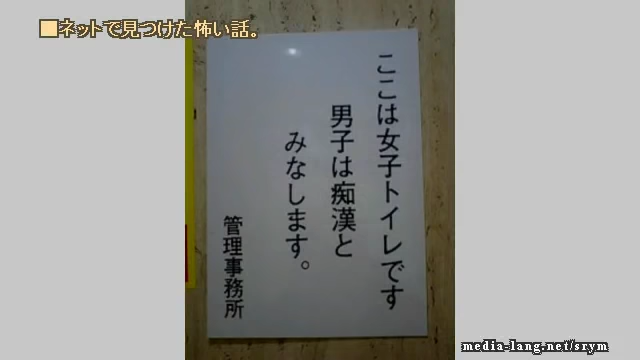 ■ネットで見つけた怖い話。
ここは女子トイレです
男子は痴漢と
みなします。
管理事務所
media-lang.net/srym